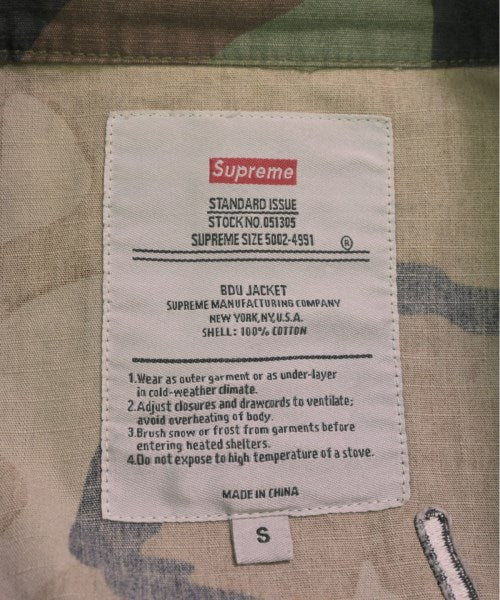 Supreme
STANDARD ISSUE
STOCK NO.051305
SUPREME SIZE 5002-4991 ®
BDU JACKET
SUPREME MANUFACTURING COMPANY
NEW YORK,NY,U.S.A.
SHELL: 100% COTTON
1.Wear as outer garment or as under-layer
in cold-weather climate.
2.Adjust closures and drawcords to ventilate;
avoid overheating of body.
3.Brush snow or frost from garments before
entering heated shelters.
4.Do not expose to high temperature of a stove.
MADE IN CHINA
S